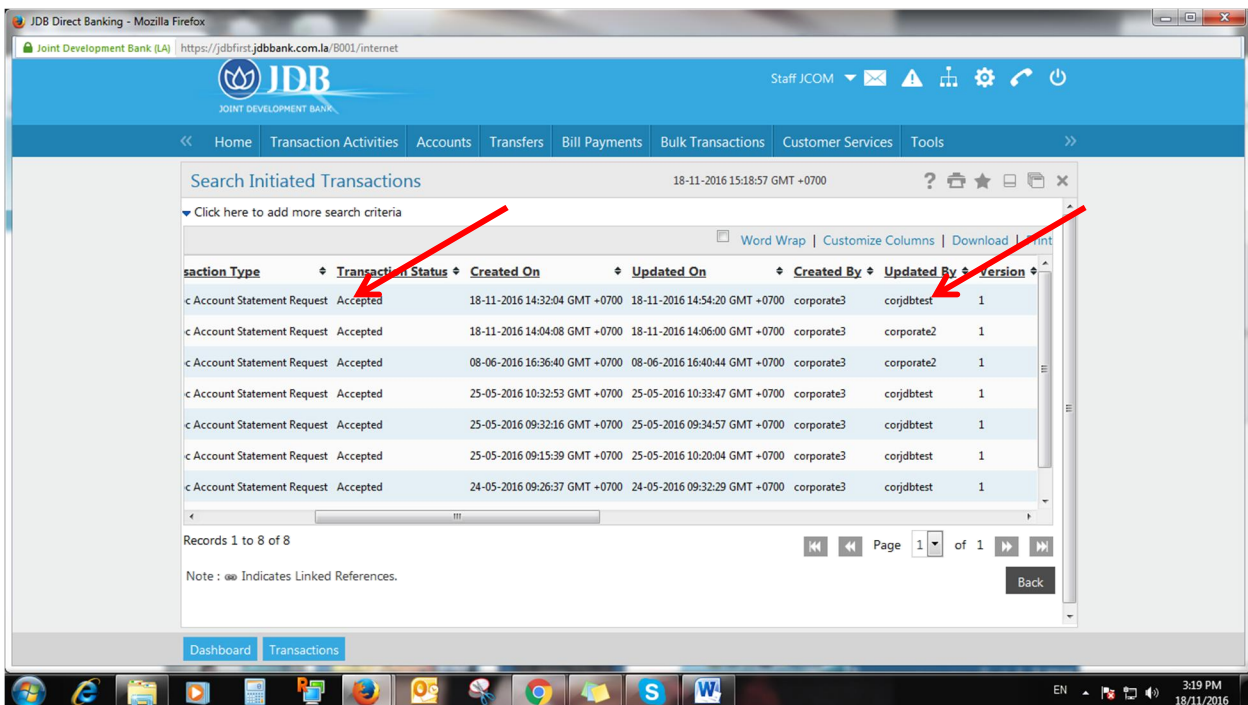 JDB Direct Banking - Mozilla Firefox
Joint Development Bank (LA) https://jdbfirst.jdbbank.com.la/8001/internet
JDB
JOINT DEVELOPMENT BANK
Staff JCOM
Home Transaction Activities Accounts Transfers Bill Payments Bulk Transactions Customer Services Tools
Search Initiated Transactions 18-11-2016 15:18:57 GMT +0700
Click here to add more search criteria
Word Wrap | Customize Columns | Download | Print
saction Type Transaction Status Created On Updated On Created By Updated By Version
c Account Statement Request Accepted 18-11-2016 14:32:04 GMT +0700 18-11-2016 14:54:20 GMT +0700 corporate3 corjdbtest 1
c Account Statement Request Accepted 18-11-2016 14:04:08 GMT +0700 18-11-2016 14:06:00 GMT +0700 corporate3 corporate2 1
c Account Statement Request Accepted 08-06-2016 16:36:40 GMT +0700 08-06-2016 16:40:44 GMT +0700 corporate3 corporate2 1
c Account Statement Request Accepted 25-05-2016 10:32:53 GMT +0700 25-05-2016 10:33:47 GMT +0700 corporate3 corjdbtest 1
c Account Statement Request Accepted 25-05-2016 09:32:16 GMT +0700 25-05-2016 09:34:57 GMT +0700 corporate3 corjdbtest 1
c Account Statement Request Accepted 25-05-2016 09:15:39 GMT +0700 25-05-2016 10:20:04 GMT +0700 corporate3 corjdbtest 1
c Account Statement Request Accepted 24-05-2016 09:26:37 GMT +0700 24-05-2016 09:32:29 GMT +0700 corporate3 corjdbtest 1
Records 1 to 8 of 8 Page 1 of 1
Note : Indicates Linked References.
Back
Dashboard Transactions
EN 3:19 PM
18/11/2016